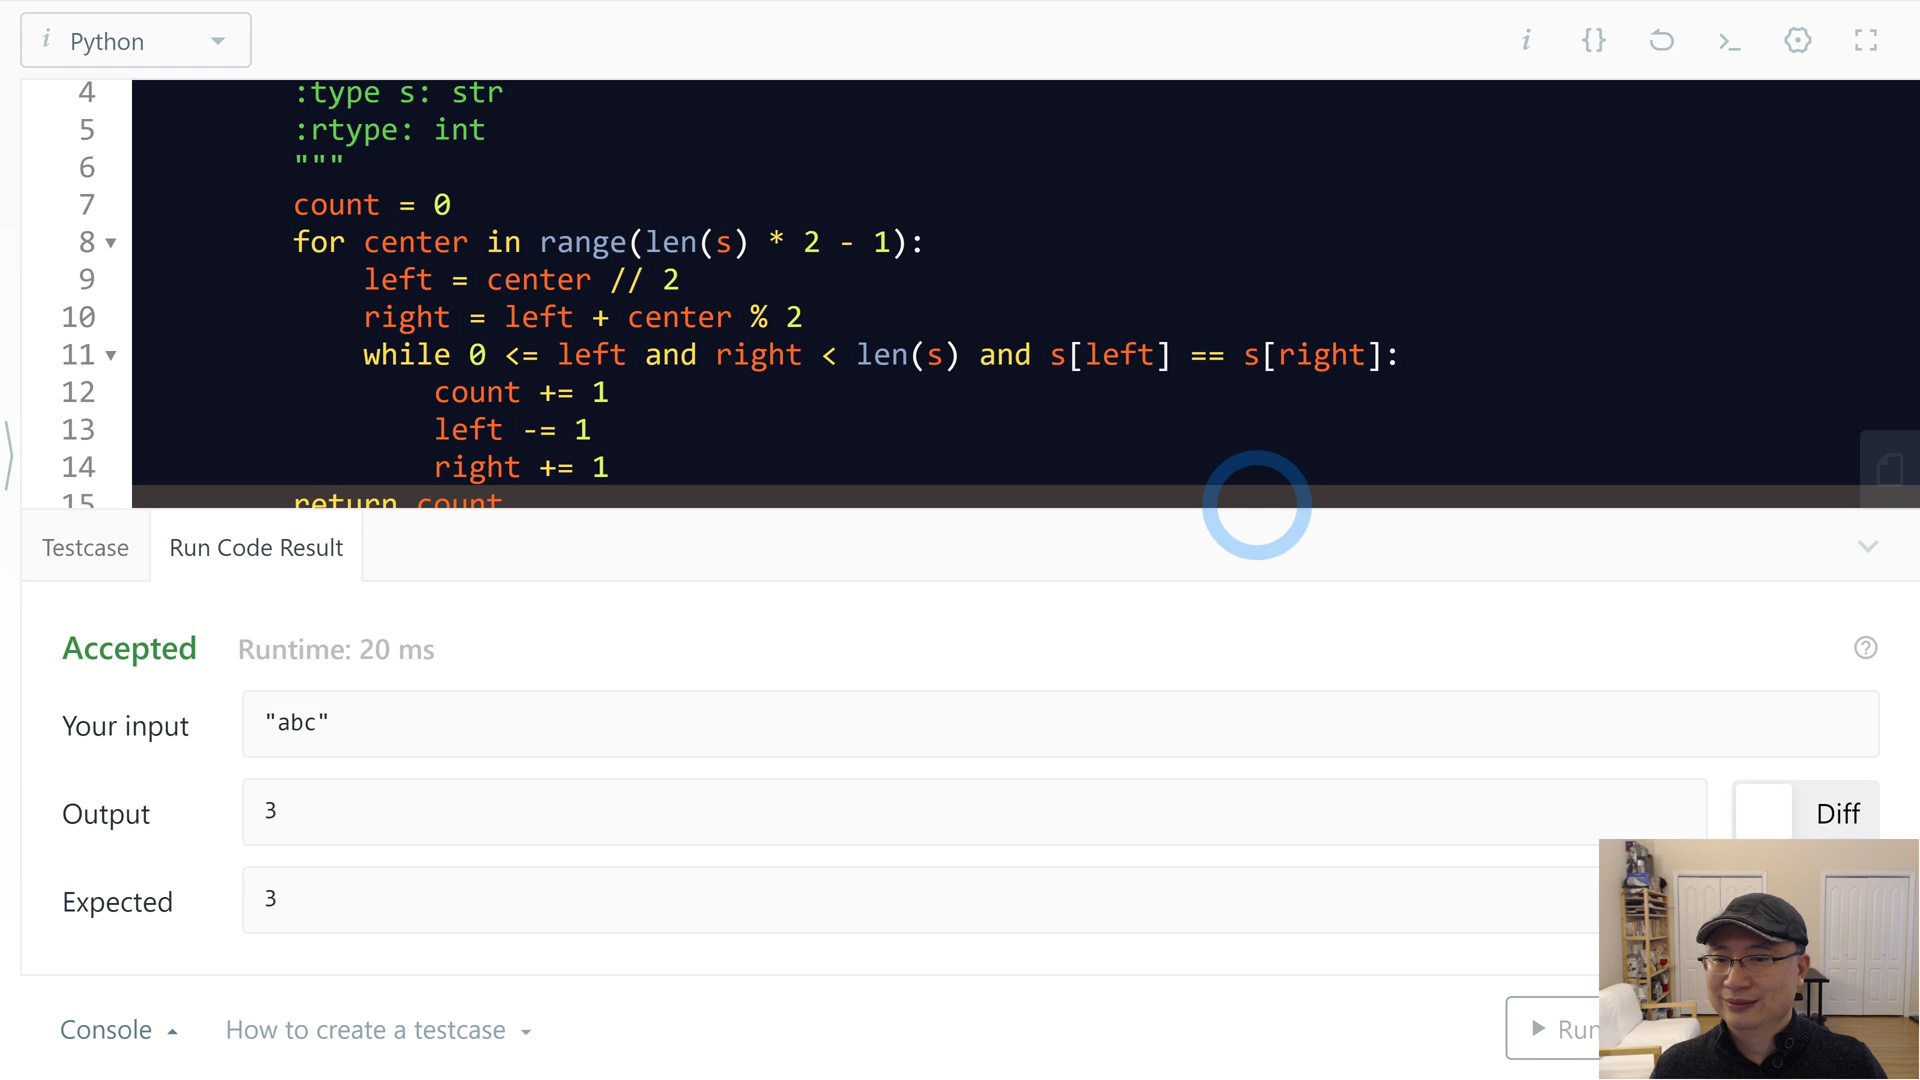 i Python
i {} >_
4 :type s: str
5 :rtype: int
6 """
7 count = 0
8 for center in range(len(s) * 2 - 1):
9 left = center // 2
10 right = left + center % 2
11 while 0 <= left and right < len(s) and s[left] == s[right]:
12 count += 1
13 left -= 1
14 right += 1
15 return count
Testcase Run Code Result
Accepted Runtime: 20 ms ?
Your input "abc"
Output 3 Diff
Expected 3
Console How to create a testcase Run